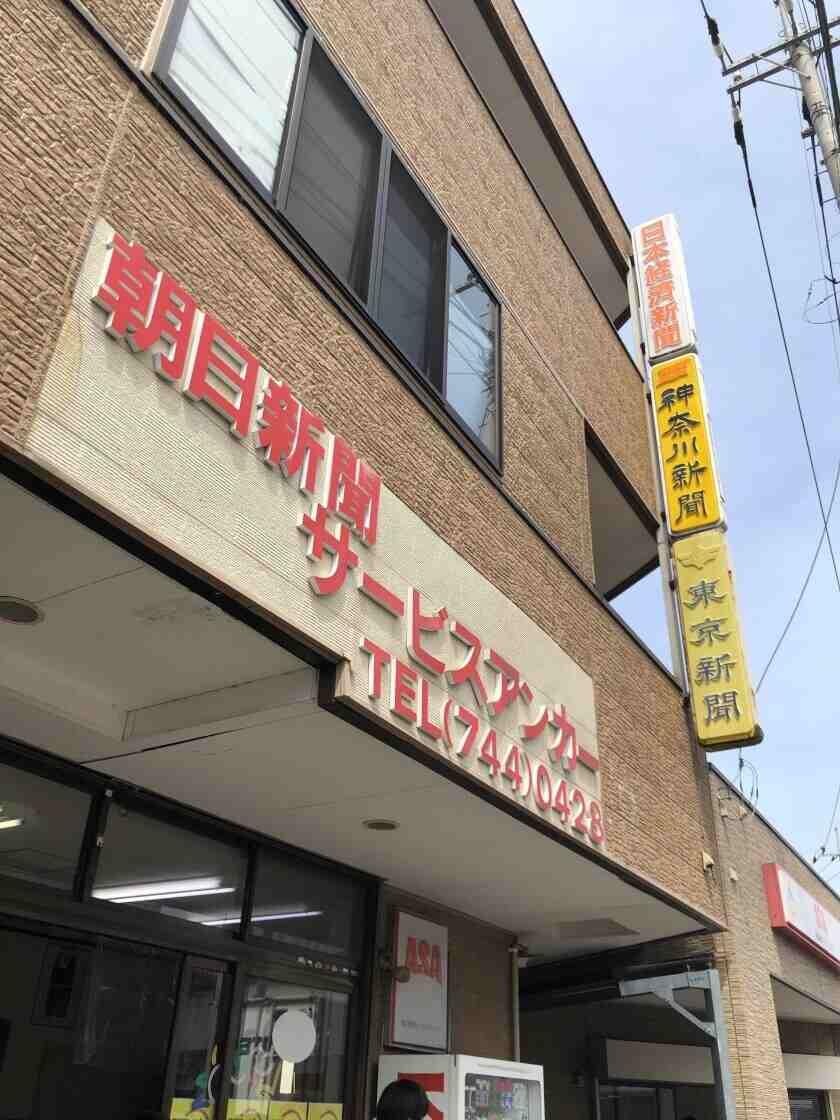 朝日新聞
サービスアンカー
TEL(744)0428
日本経済新聞
神奈川新聞
東京新聞
ASA